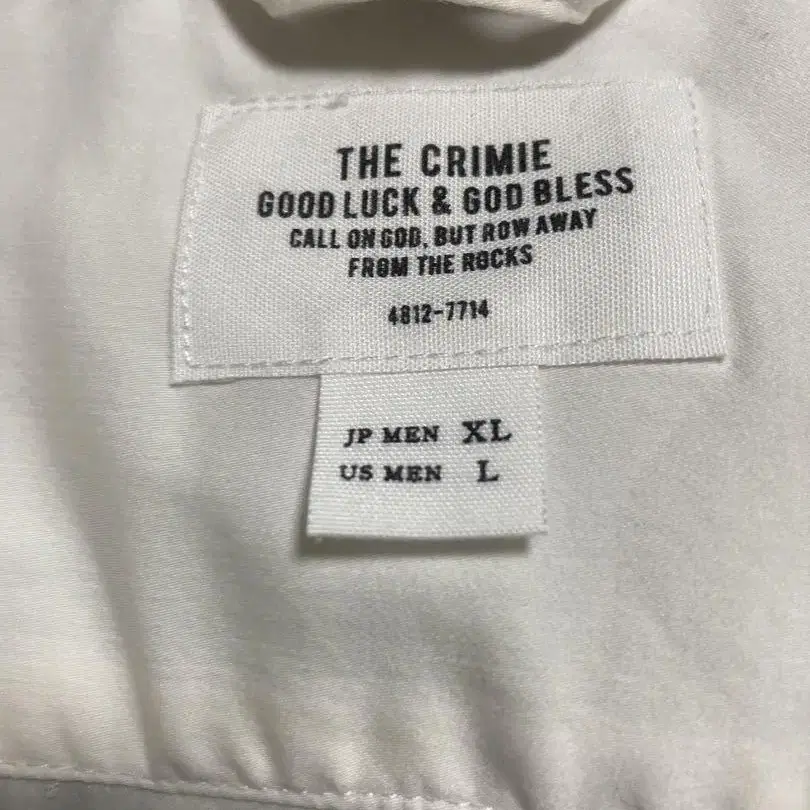 THE CRIMIE
GOOD LUCK & GOD BLESS
CALL ON GOD, BUT ROW AWAY
FROM THE ROCKS
4812-7714
JP MEN XL
US MEN L